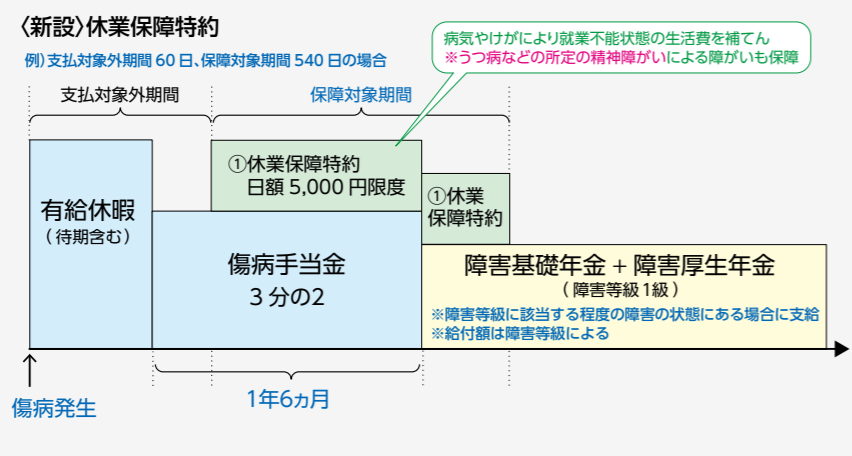 〈新設〉休業保障特約
例）支払対象外期間60日、保障対象期間540日の場合
病気やけがにより就業不能状態の生活費を補てん
※うつ病などの所定の精神障がいによる障がいも保障
支払対象外期間
保障対象期間
有給休暇
（待期含む）
①休業保障特約
日額5,000円限度
①休業
保障特約
傷病手当金
３分の2
障害基礎年金＋障害厚生年金
（障害等級1級）
※障害等級に該当する程度の障害の状態にある場合に支給
※給付額は障害等級による
傷病発生
1年6ヵ月